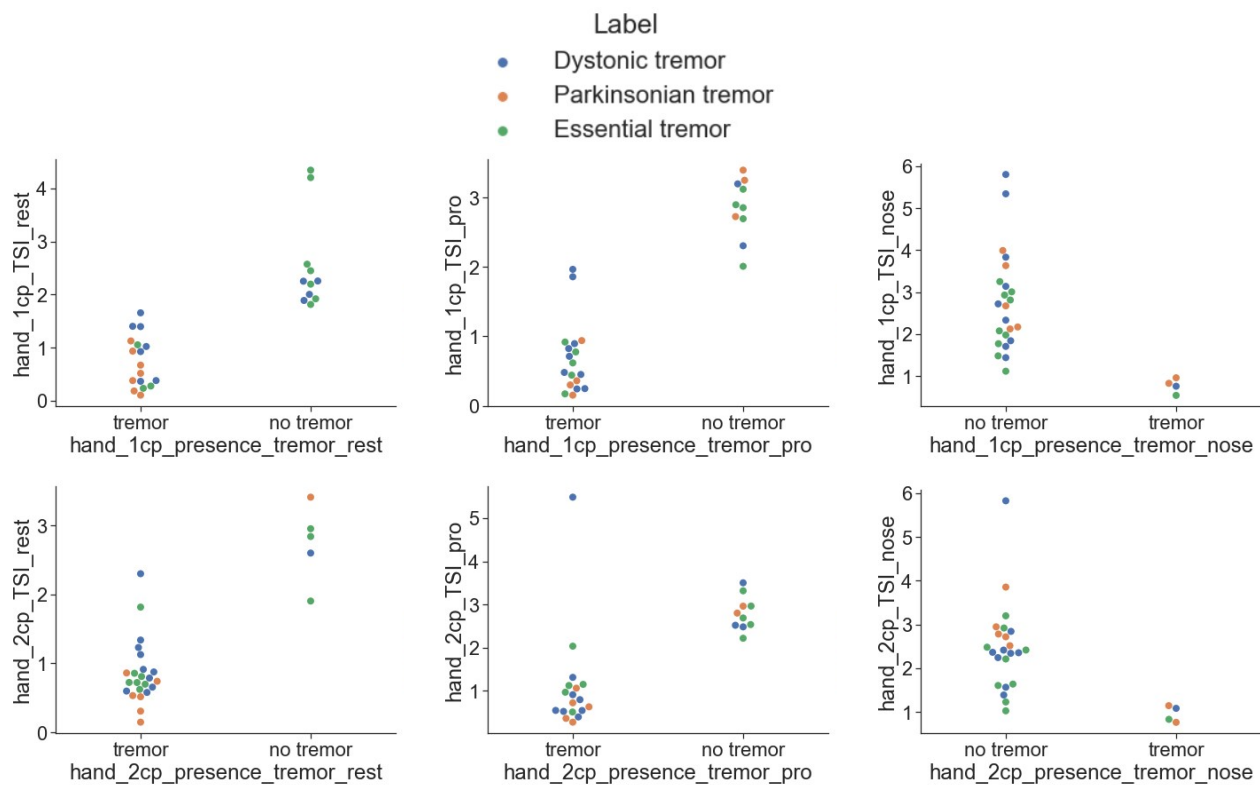 Label
Dystonic tremor
Parkinsonian tremor
Essential tremor
hand_1cp_TSI_rest
4
3
2
1
0
tremor
no tremor
hand_1cp_presence_tremor_rest
hand_1cp_TSI_pro
3
2
1
0
tremor
no tremor
hand_1cp_presence_tremor_pro
hand_1cp_TSI_nose
6
5
4
3
2
1
no tremor
tremor
hand_1cp_presence_tremor_nose
hand_2cp_TSI_rest
3
2
1
0
tremor
no tremor
hand_2cp_presence_tremor_rest
hand_2cp_TSI_pro
5
4
3
2
1
tremor
no tremor
hand_2cp_presence_tremor_pro
hand_2cp_TSI_nose
6
5
4
3
2
1
no tremor
tremor
hand_2cp_presence_tremor_nose